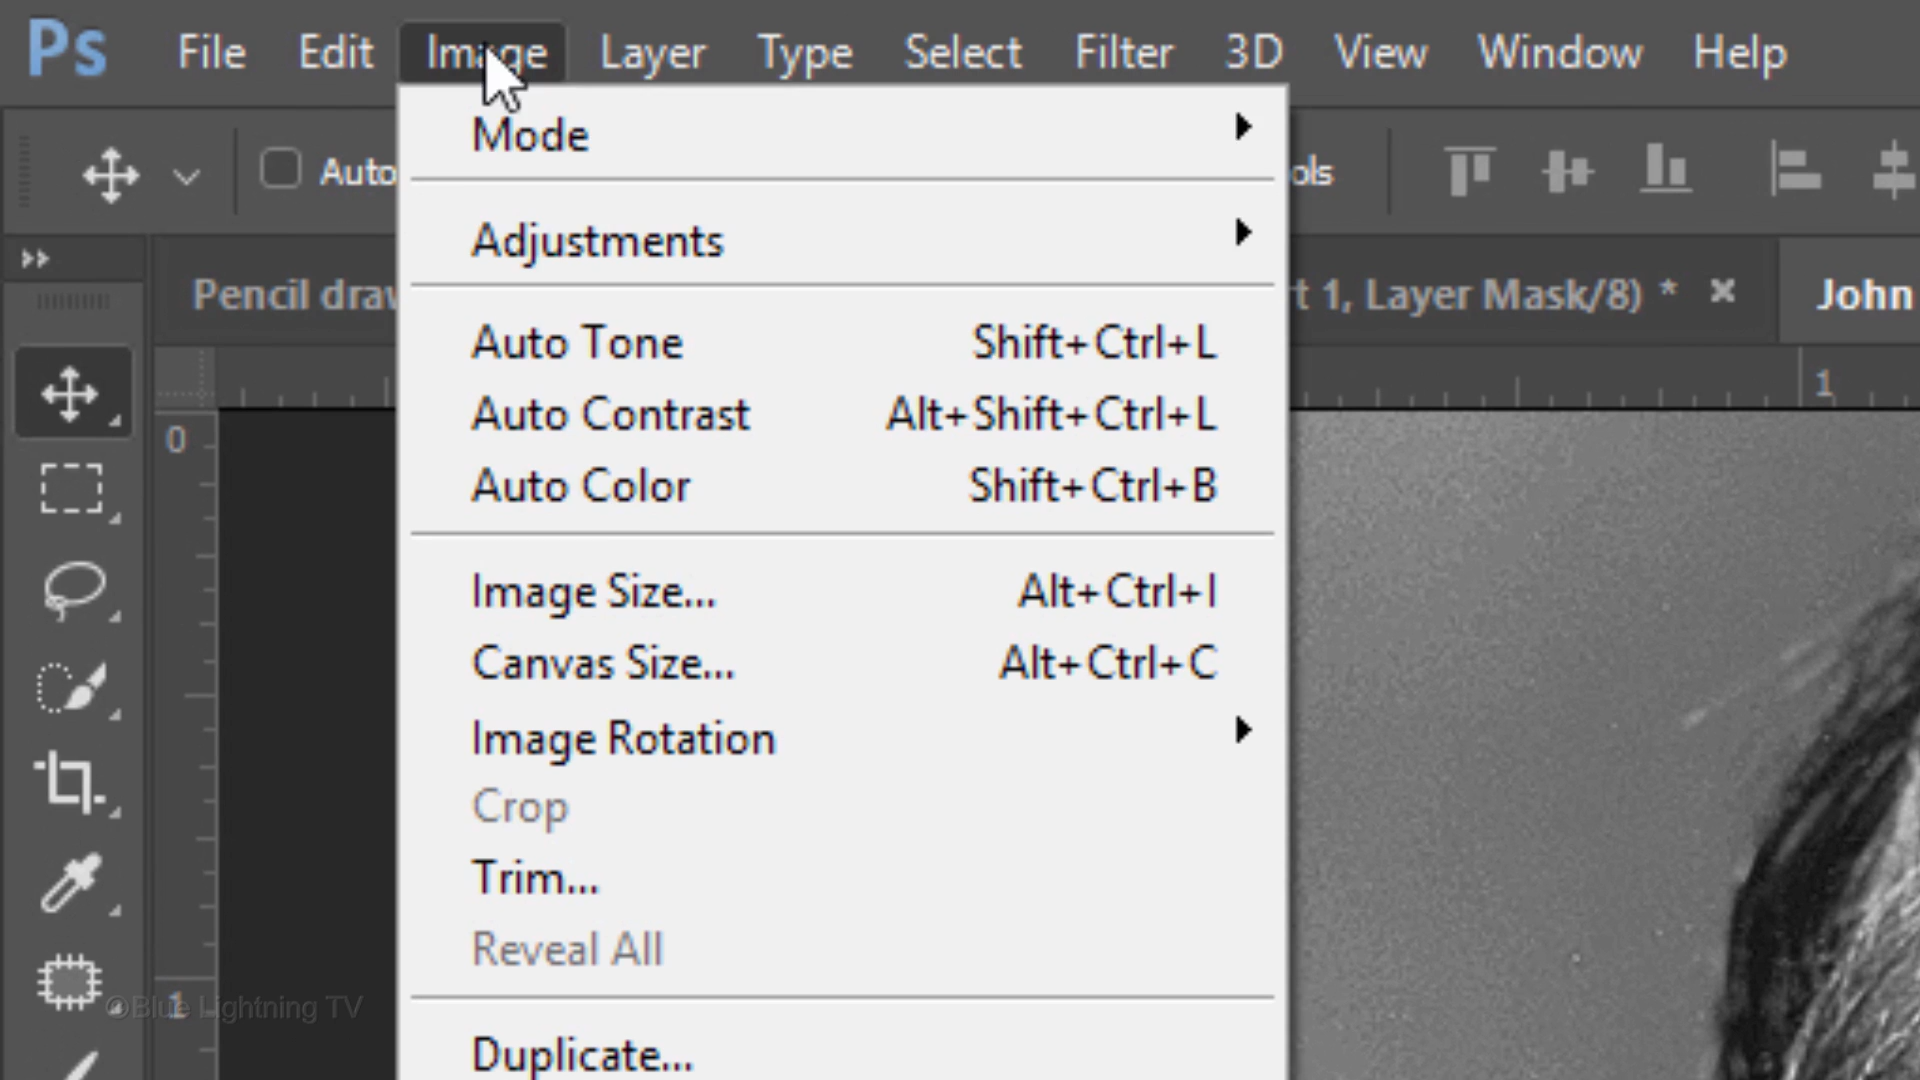 Ps File Edit Image Layer Type Select Filter 3D View Window Help
Mode
Auto
ols
Adjustments
Pencil draw
t 1, Layer Mask/8) * ×
John
Auto Tone Shift+Ctrl+L
1
Auto Contrast Alt+Shift+Ctrl+L
0
Auto Color Shift+Ctrl+B
Image Size... Alt+Ctrl+I
Canvas Size... Alt+Ctrl+C
Image Rotation
Crop
Trim...
Reveal All
1
©Blue Lightning TV
Duplicate...